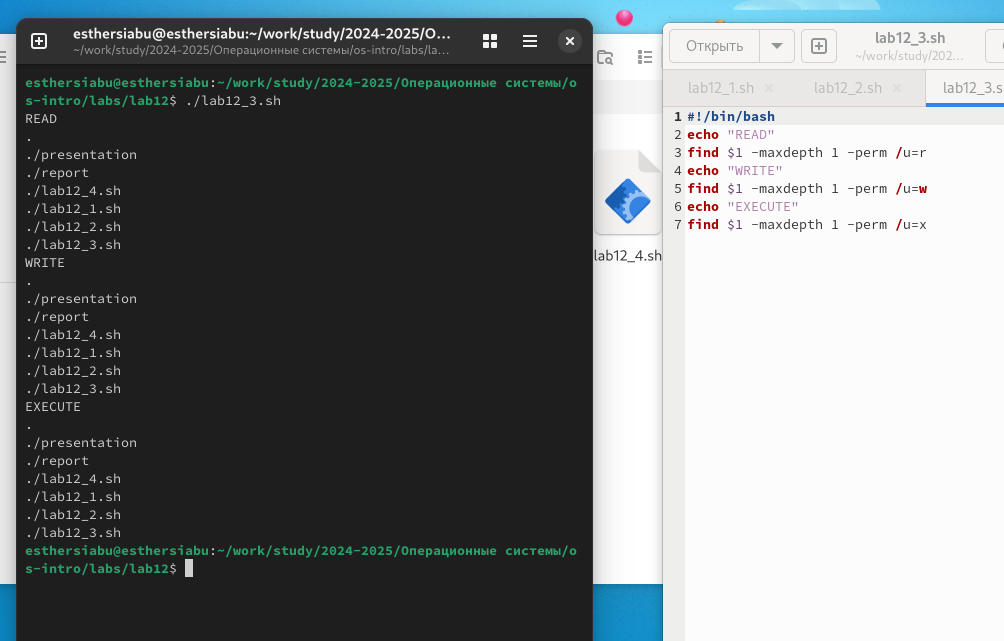 esthersiabu@esthersiabu:~/work/study/2024-2025/О...
~/work/study/2024-2025/Операционные системы/os-intro/labs/la...
esthersiabu@esthersiabu:~/work/study/2024-2025/Операционные системы/o
s-intro/labs/lab12$ ./lab12_3.sh
READ
.
./presentation
./report
./lab12_4.sh
./lab12_1.sh
./lab12_2.sh
./lab12_3.sh
WRITE
.
./presentation
./report
./lab12_4.sh
./lab12_1.sh
./lab12_2.sh
./lab12_3.sh
EXECUTE
.
./presentation
./report
./lab12_4.sh
./lab12_1.sh
./lab12_2.sh
./lab12_3.sh
esthersiabu@esthersiabu:~/work/study/2024-2025/Операционные системы/o
s-intro/labs/lab12$
lab12_4.sh
Открыть
lab12_3.sh
~/work/study/202...
lab12_1.sh ×
lab12_2.sh ×
lab12_3.s
1 #!/bin/bash
2 echo "READ"
3 find $1 -maxdepth 1 -perm /u=r
4 echo "WRITE"
5 find $1 -maxdepth 1 -perm /u=w
6 echo "EXECUTE"
7 find $1 -maxdepth 1 -perm /u=x